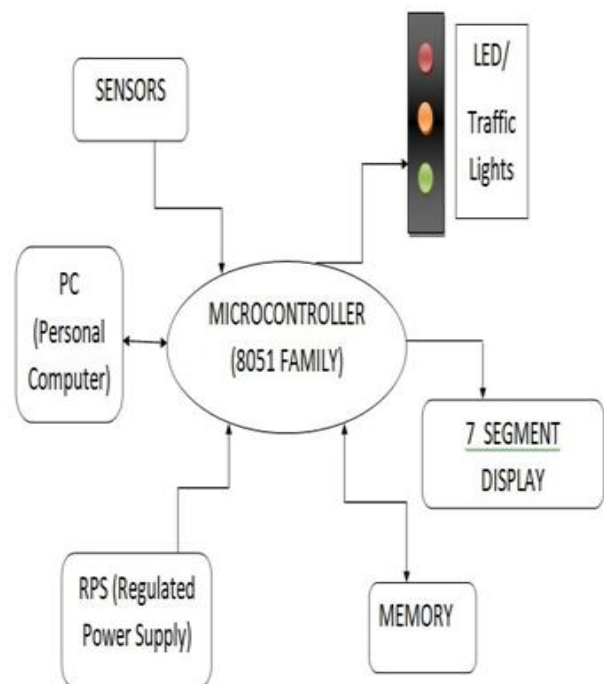 SENSORS
LED/
Traffic
Lights
PC
(Personal
Computer)
MICROCONTROLLER
(8051 FAMILY)
7 SEGMENT
DISPLAY
RPS (Regulated
Power Supply)
MEMORY